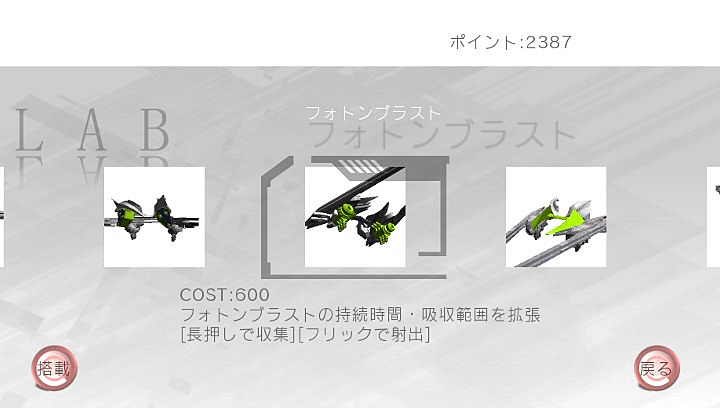 ポイント:2387
LAB
フォトンブラスト
フォトンブラスト
COST:600
フォトンブラストの持続時間・吸収範囲を拡張
[長押しで収集][フリックで射出]
搭載
戻る